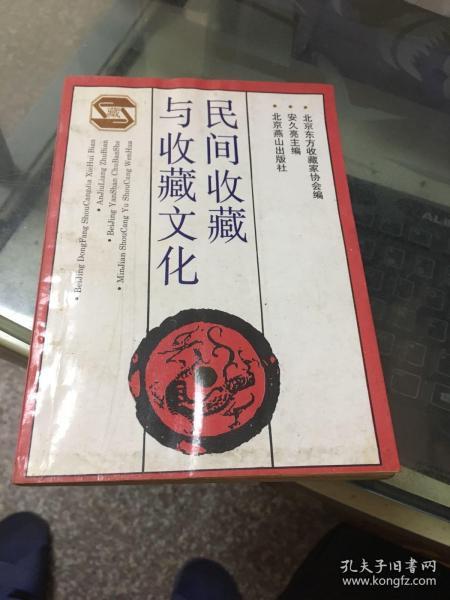 民间收藏
与收藏文化
北京东方收藏家协会编
安久亮主编
北京燕山出版社
藏
BeiJing DongFang ShouCangJia XieHui Bian
AnJiuLiang ZhuBian
BeiJing YanShan ChuBanShe
MinJian ShouCang Yu ShouCang WenHua
孔夫子旧书网
www.kongfz.com